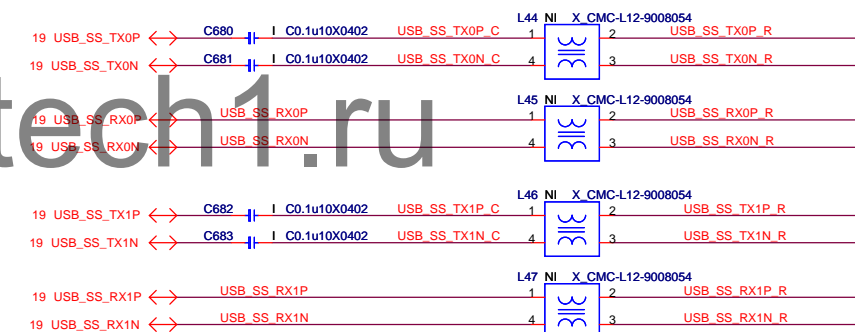 L44 NI X_CMC-L12-9008054
19 USB_SS_TX0P C680 I C0.1u10X0402 USB_SS_TX0P_C 1 2 USB_SS_TX0P_R
19 USB_SS_TX0N C681 I C0.1u10X0402 USB_SS_TX0N_C 4 3 USB_SS_TX0N_R
tech1.ru
L45 NI X_CMC-L12-9008054
19 USB_SS_RX0P USB_SS_RX0P 1 2 USB_SS_RX0P_R
19 USB_SS_RX0N USB_SS_RX0N 4 3 USB_SS_RX0N_R
L46 NI X_CMC-L12-9008054
19 USB_SS_TX1P C682 I C0.1u10X0402 USB_SS_TX1P_C 1 2 USB_SS_TX1P_R
19 USB_SS_TX1N C683 I C0.1u10X0402 USB_SS_TX1N_C 4 3 USB_SS_TX1N_R
L47 NI X_CMC-L12-9008054
19 USB_SS_RX1P USB_SS_RX1P 1 2 USB_SS_RX1P_R
19 USB_SS_RX1N USB_SS_RX1N 4 3 USB_SS_RX1N_R